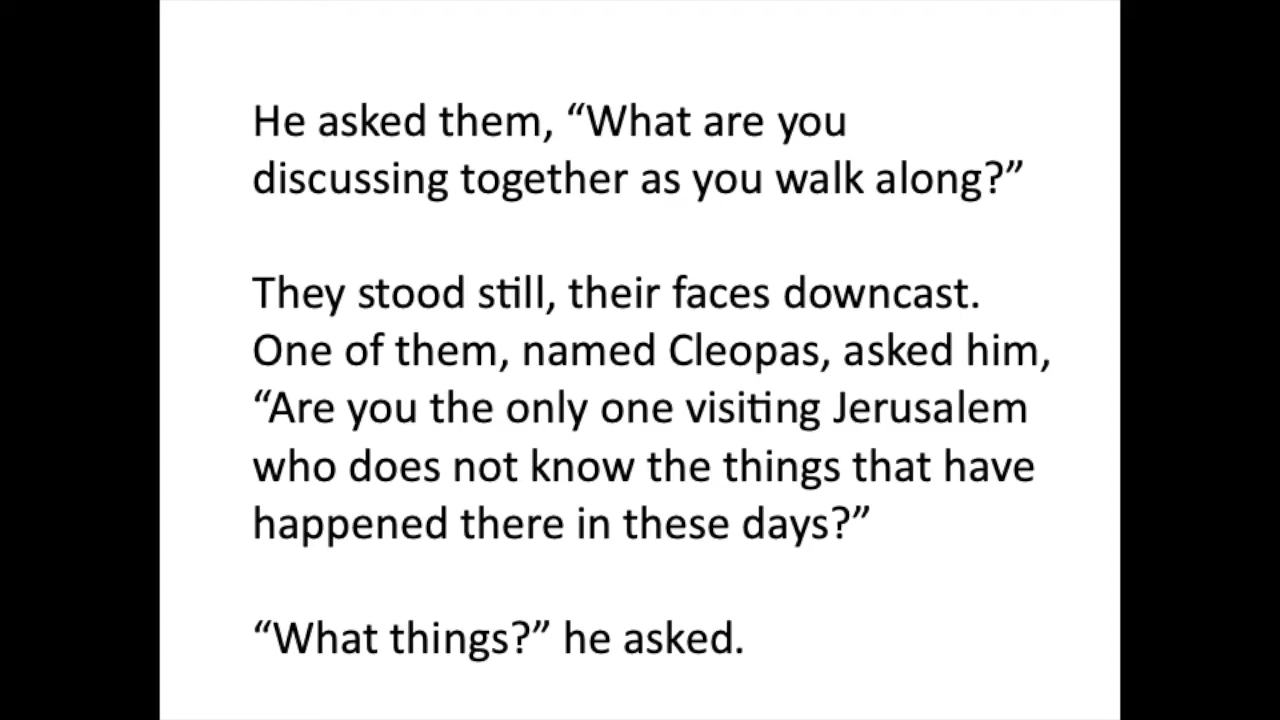 He asked them, “What are you
discussing together as you walk along?”
They stood still, their faces downcast.
One of them, named Cleopas, asked him,
“Are you the only one visiting Jerusalem
who does not know the things that have
happened there in these days?”
“What things?” he asked.